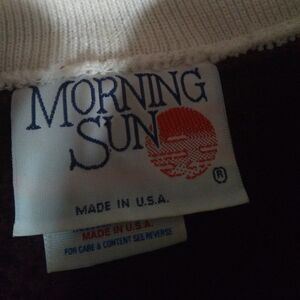 MORNING
SUN
®
MADE IN U.S.A.
MADE IN U.S.A.
FOR CARE & CONTENT SEE REVERSE